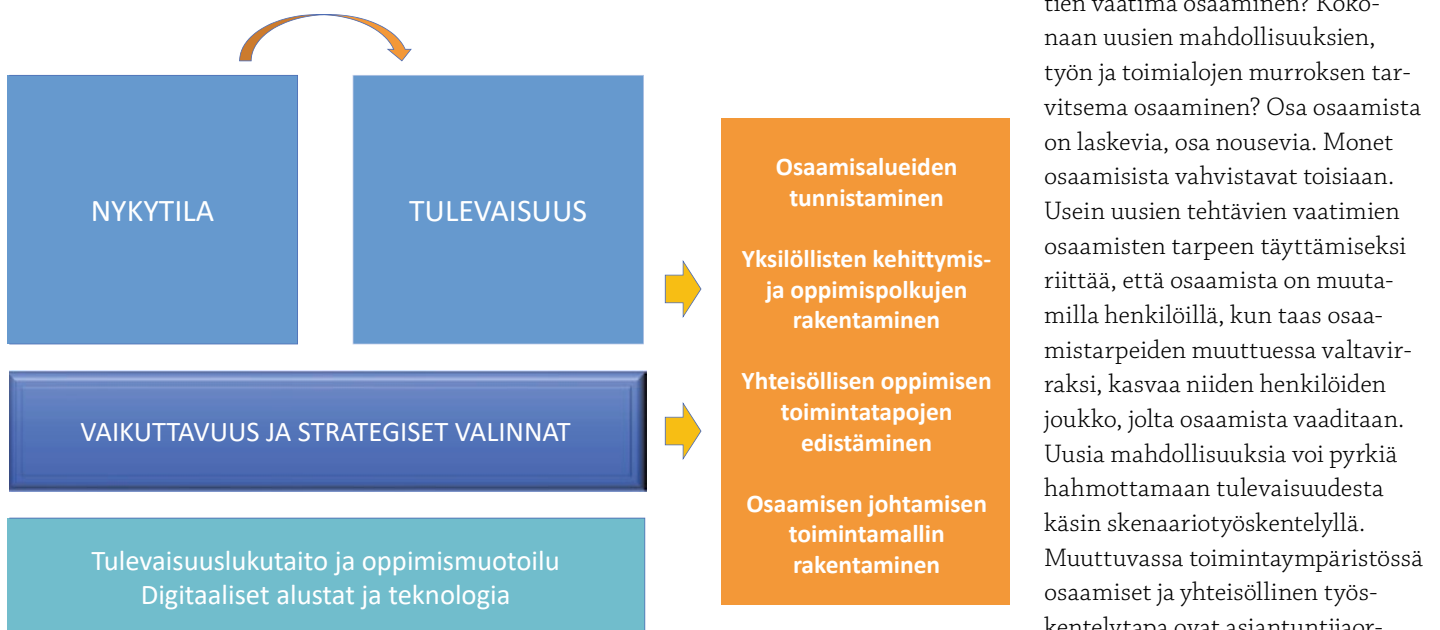 NYKYTILA
TULEVAISUUS
VAIKUTTAVUUS JA STRATEGISET VALINNAT
Tulevaisuuslukutaito ja oppimismuotoilu
Digitaaliset alustat ja teknologia
Osaamisalueiden
tunnistaminen
Yksilöllisten kehittymis-
ja oppimispolkujen
rakentaminen
Yhteisöllisen oppimisen
toimintatapojen
edistäminen
Osaamisen johtamisen
toimintamallin
rakentaminen
tien vaatima osaaminen? Koko-
naan uusien mahdollisuuksien,
työn ja toimialojen murroksen tar-
vitsema osaaminen? Osa osaamista
on laskevia, osa nousevia. Monet
osaamisista vahvistavat toisiaan.
Usein uusien tehtävien vaatimien
osaamisten tarpeen täyttämiseksi
riittää, että osaamista on muuta-
milla henkilöillä, kun taas osaa-
mistarpeiden muuttuessa valtavir-
raksi, kasvaa niiden henkilöiden
joukko, jolta osaamista vaaditaan.
Uusia mahdollisuuksia voi pyrkiä
hahmottamaan tulevaisuudesta
käsin skenaariotyöskentelyllä.
Muuttuvassa toimintaympäristössä
osaamiset ja yhteisöllinen työs-
kentelytapa ovat asiantuntijaor-